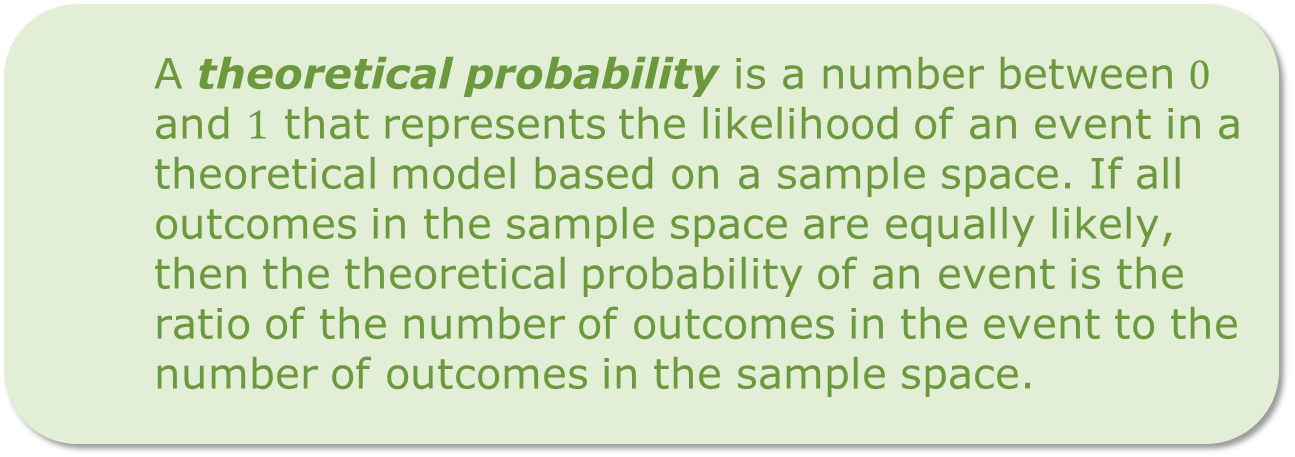 A theoretical probability is a number between 0
and 1 that represents the likelihood of an event in a
theoretical model based on a sample space. If all
outcomes in the sample space are equally likely,
then the theoretical probability of an event is the
ratio of the number of outcomes in the event to the
number of outcomes in the sample space.